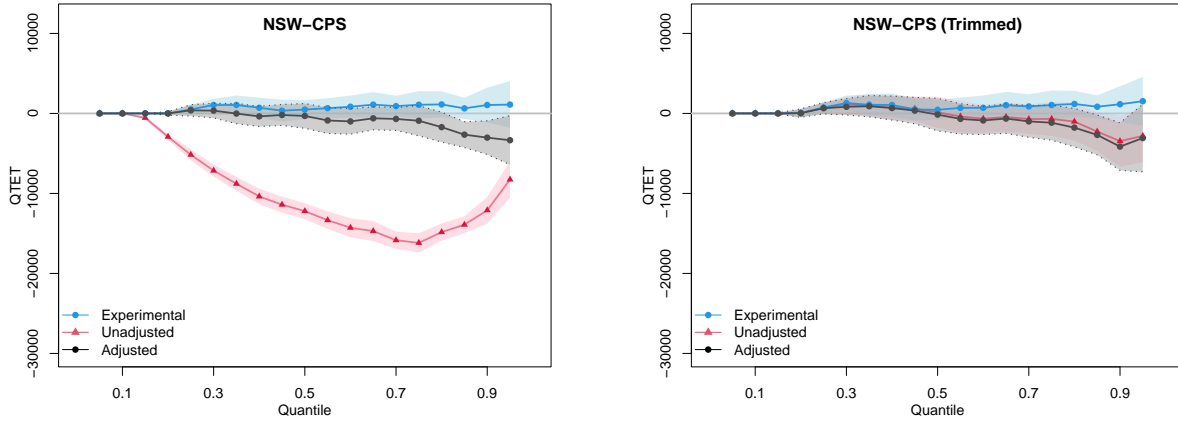 NSW−CPS
QTET
10000
0
−10000
−20000
−30000
Experimental
Unadjusted
Adjusted
0.1 0.3 0.5 0.7 0.9
Quantile
NSW−CPS (Trimmed)
QTET
10000
0
−10000
−20000
−30000
Experimental
Unadjusted
Adjusted
0.1 0.3 0.5 0.7 0.9
Quantile